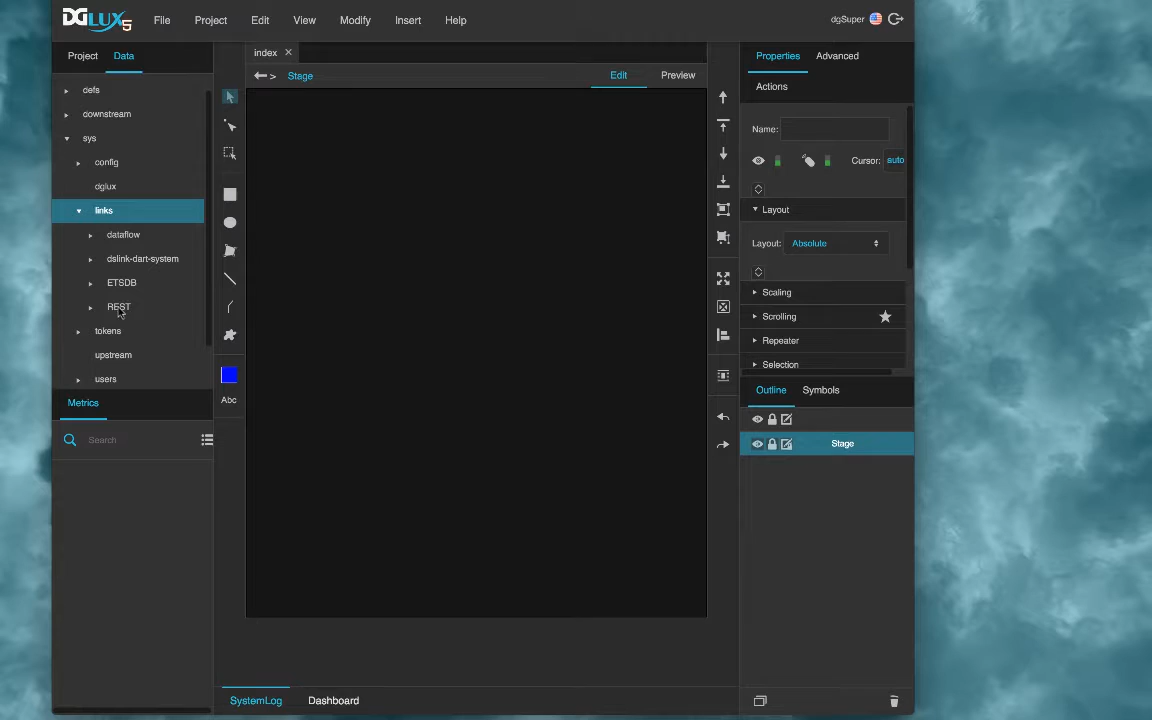 DGLUX5 File Project Edit View Modify Insert Help dgSuper
Project Data
index
Properties Advanced
Stage Edit Preview
Actions
defs
downstream
sys
config
dglux
links
dataflow
dslink-dart-system
ETSDB
REST
tokens
upstream
users
Metrics
Search
Abc
Name:
Cursor: auto
Layout
Layout: Absolute
Scaling
Scrolling
Repeater
Selection
Outline Symbols
Stage
SystemLog Dashboard